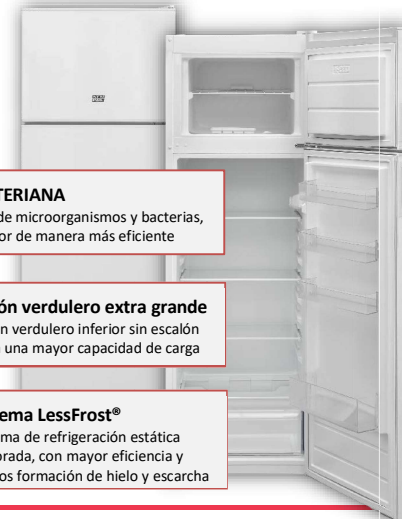 TERIANA
de microorganismos y bacterias,
or de manera más eficiente
ón verdulero extra grande
n verdulero inferior sin escalón
una mayor capacidad de carga
ema LessFrost®
ma de refrigeración estática
orada, con mayor eficiencia y
os formación de hielo y escarcha